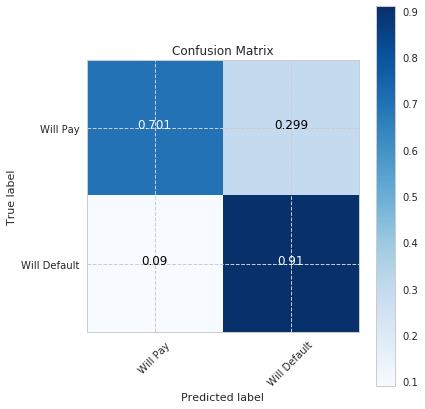 Confusion Matrix
True label
Will Pay
0.701
0.299
Will Default
0.09
0.91
Will Pay
Will Default
Predicted label
0.9
0.8
0.7
0.6
0.5
0.4
0.3
0.2
0.1